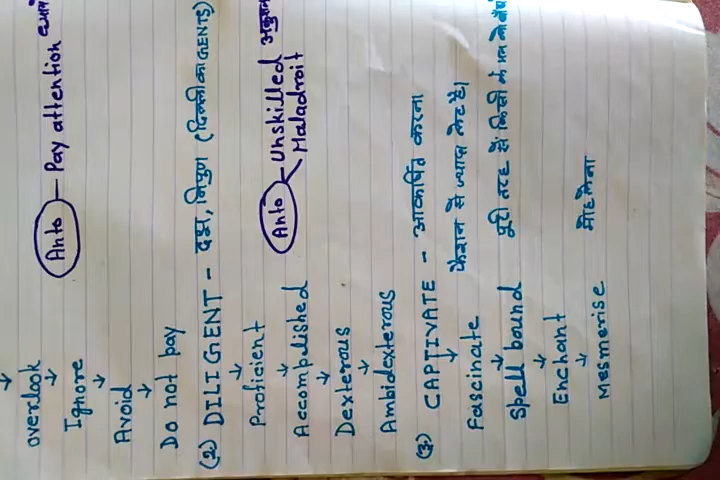 overlook
Ignore
Anto - Pay attention
Avoid
Do not pay
(2) DILIGENT - दक्ष, निपुण (दिल्ली का GENTS)
Proficient
Anto Unskilled
Maladroit
Accomplished
Dexterous
Ambidexterous
(3) CAPTIVATE - आकर्षित करना
Fascinate
Spell bound पूरी तरह से किसी के
Enchant
Mesmerise मोह लेना